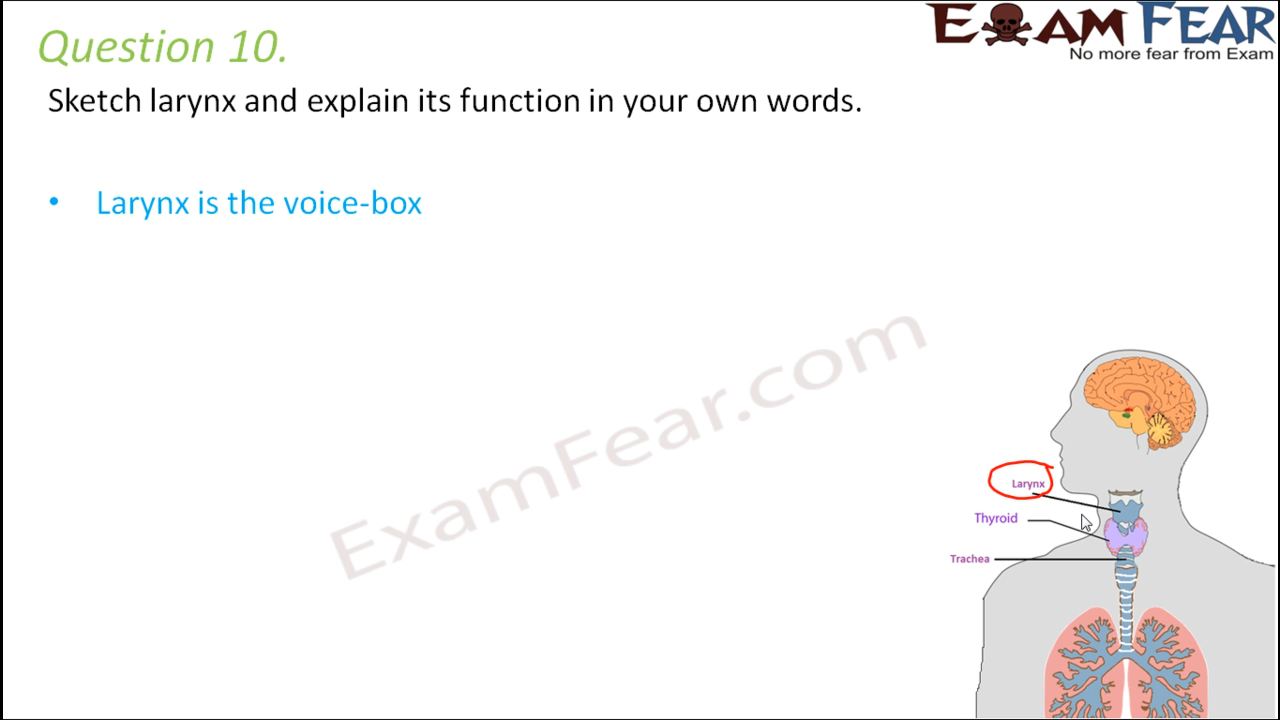 EXAM FEAR
No more fear from Exam
Question 10.
Sketch larynx and explain its function in your own words.
• Larynx is the voice-box
ExamFear.com
Larynx
Thyroid
Trachea